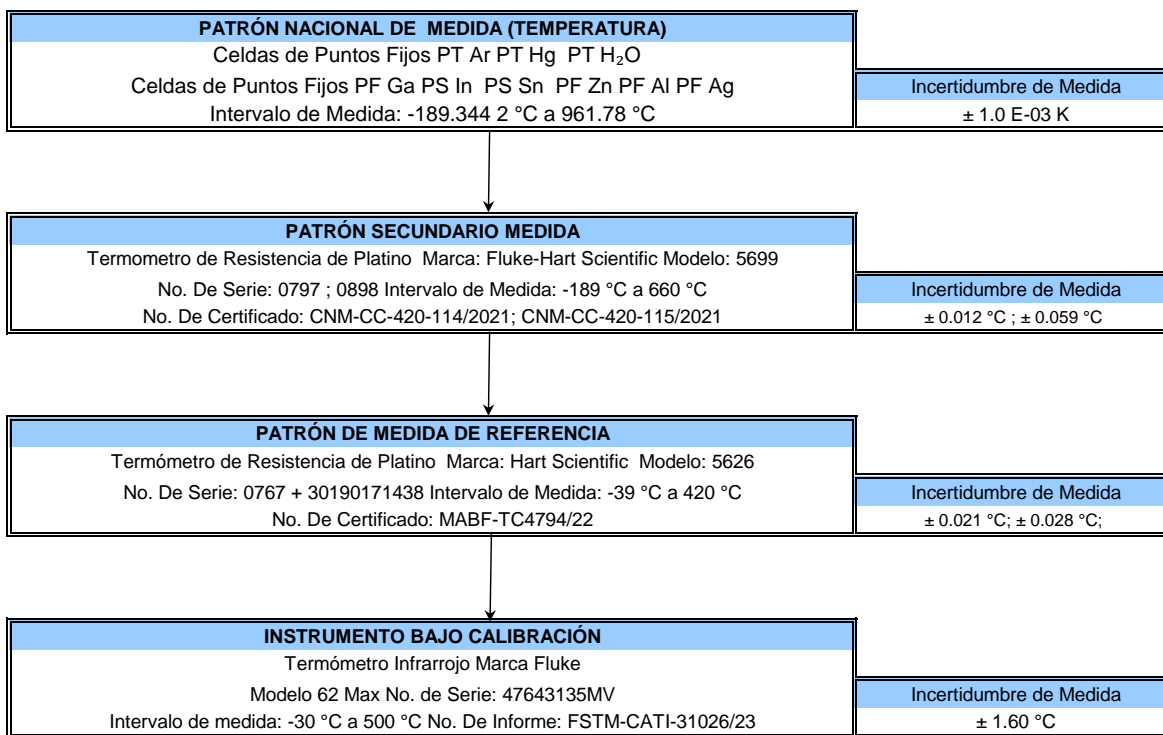 PATRÓN NACIONAL DE MEDIDA (TEMPERATURA)
Celdas de Puntos Fijos PT Ar PT Hg PT H₂O
Celdas de Puntos Fijos PF Ga PS In PS Sn PF Zn PF Al PF Ag
Intervalo de Medida: -189.344 2 °C a 961.78 °C
Incertidumbre de Medida
± 1.0 E-03 K
PATRÓN SECUNDARIO MEDIDA
Termometro de Resistencia de Platino Marca: Fluke-Hart Scientific Modelo: 5699
No. De Serie: 0797 ; 0898 Intervalo de Medida: -189 °C a 660 °C
No. De Certificado: CNM-CC-420-114/2021; CNM-CC-420-115/2021
Incertidumbre de Medida
± 0.012 °C ; ± 0.059 °C
PATRÓN DE MEDIDA DE REFERENCIA
Termómetro de Resistencia de Platino Marca: Hart Scientific Modelo: 5626
No. De Serie: 0767 + 30190171438 Intervalo de Medida: -39 °C a 420 °C
No. De Certificado: MABF-TC4794/22
Incertidumbre de Medida
± 0.021 °C; ± 0.028 °C;
INSTRUMENTO BAJO CALIBRACIÓN
Termómetro Infrarrojo Marca Fluke
Modelo 62 Max No. de Serie: 47643135MV
Intervalo de medida: -30 °C a 500 °C No. De Informe: FSTM-CATI-31026/23
Incertidumbre de Medida
± 1.60 °C